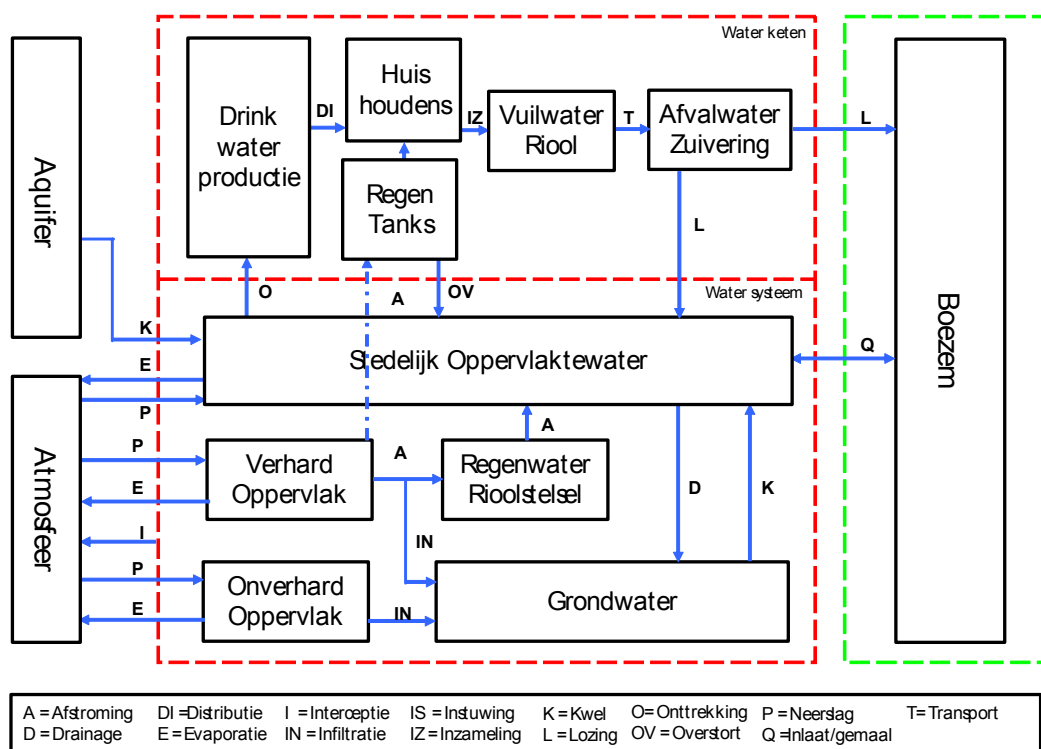 Water keten
Huis
houdens
Drink
water
productie
DI
IZ
Vuilwater
Riool
T
Afvalwater
Zuivering
L
Regen
Tanks
L
Aquifer
O
A
OV
Water systeem
K
Stedelijk Oppervlaktewater
Q
Boezem
E
P
A
P
A
Verhard
Oppervlak
Regenwater
Rioolstelsel
D
K
E
Atmosfeer
I
IN
P
Onverhard
Oppervlak
Grondwater
E
IN
A = Afstroming DI =Distributie I = Interceptie IS = Instuwing K = Kwel O=Onttrekking P = Neerslag T=Transport
D = Drainage E = Evaporatie IN = Infiltratie IZ = Inzameling L = Lozing OV = Overstort Q =Inlaat/gemaal